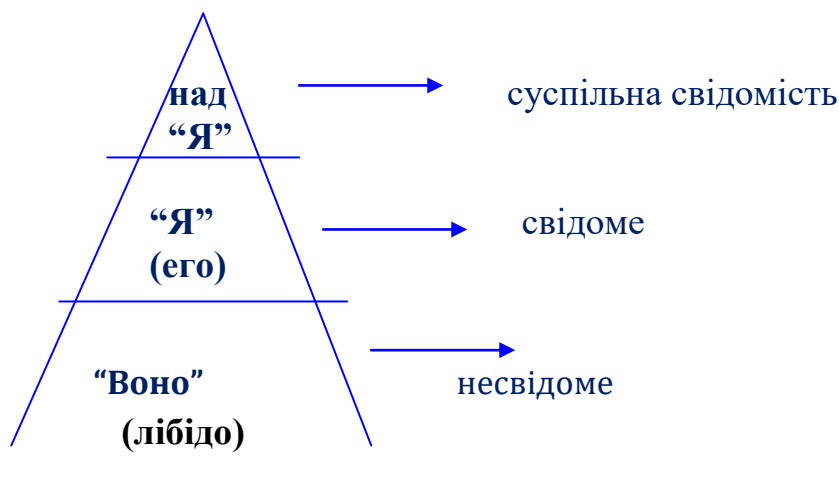 над
“Я”
суспільна свідомість
“Я”
(его)
свідоме
“Воно”
(лібідо)
несвідоме